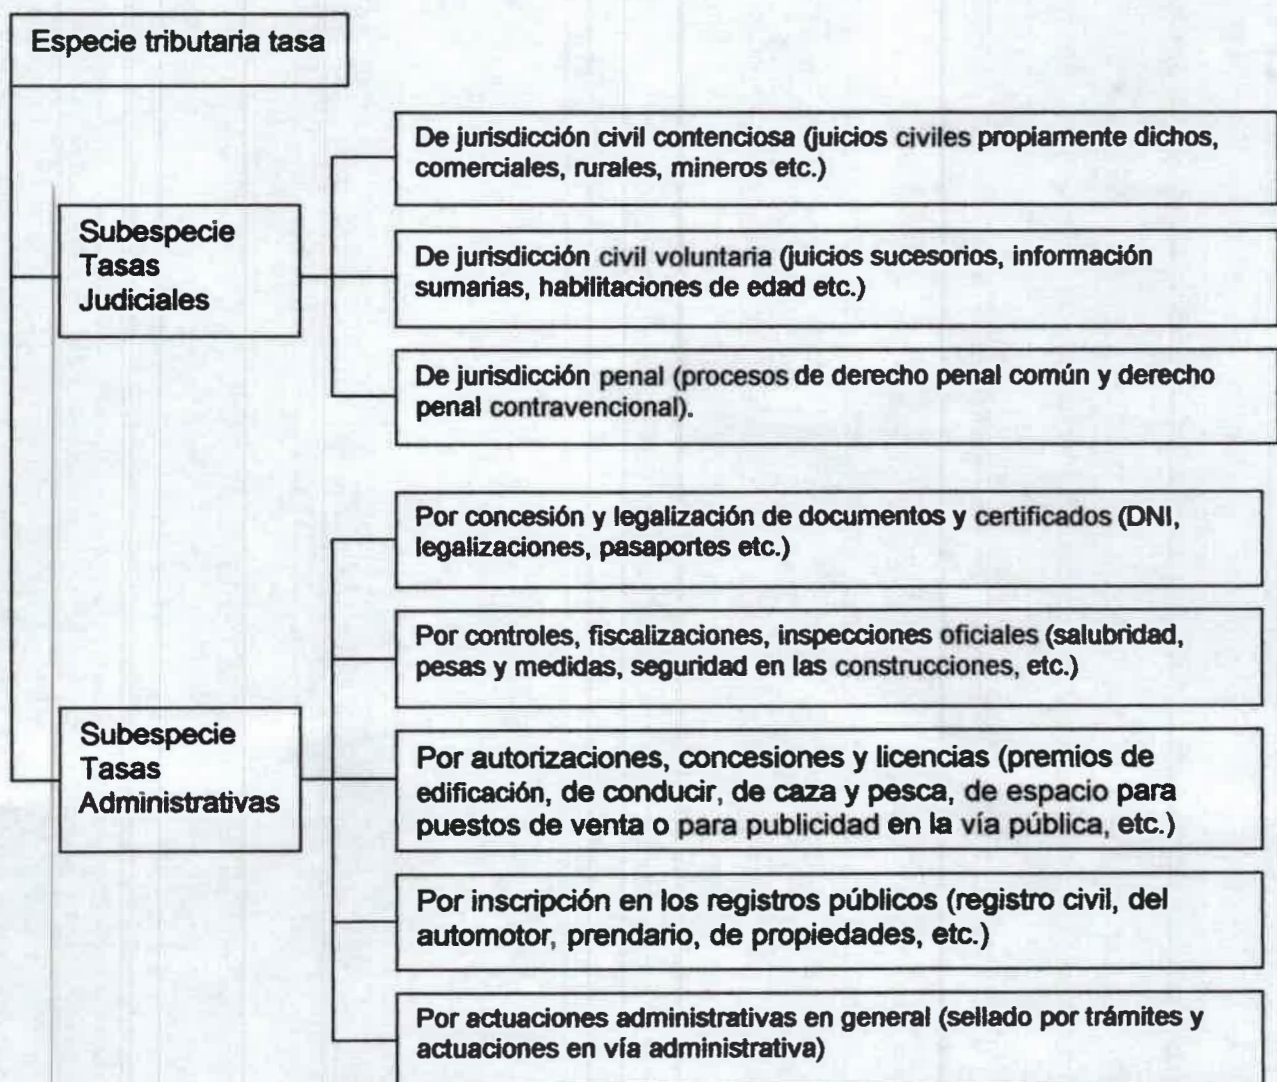 Especie tributaria tasa
De jurisdicción civil contenciosa (juicios civiles propiamente dichos,
comerciales, rurales, mineros etc.)
Subespecie
Tasas
Judiciales
De jurisdicción civil voluntaria (juicios sucesorios, información
sumarias, habilitaciones de edad etc.)
De jurisdicción penal (procesos de derecho penal común y derecho
penal contravencional).
Por concesión y legalización de documentos y certificados (DNI,
legalizaciones, pasaportes etc.)
Por controles, fiscalizaciones, inspecciones oficiales (salubridad,
pesas y medidas, seguridad en las construcciones, etc.)
Subespecie
Tasas
Administrativas
Por autorizaciones, concesiones y licencias (premios de
edificación, de conducir, de caza y pesca, de espacio para
puestos de venta o para publicidad en la vía pública, etc.)
Por inscripción en los registros públicos (registro civil, del
automotor, prendario, de propiedades, etc.)
Por actuaciones administrativas en general (sellado por trámites y
actuaciones en vía administrativa)